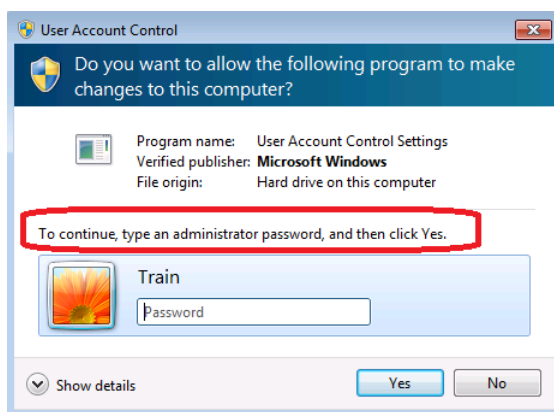 User Account Control
Do you want to allow the following program to make
changes to this computer?
Program name: User Account Control Settings
Verified publisher: Microsoft Windows
File origin: Hard drive on this computer
To continue, type an administrator password, and then click Yes.
Train
Password
Show details
Yes
No